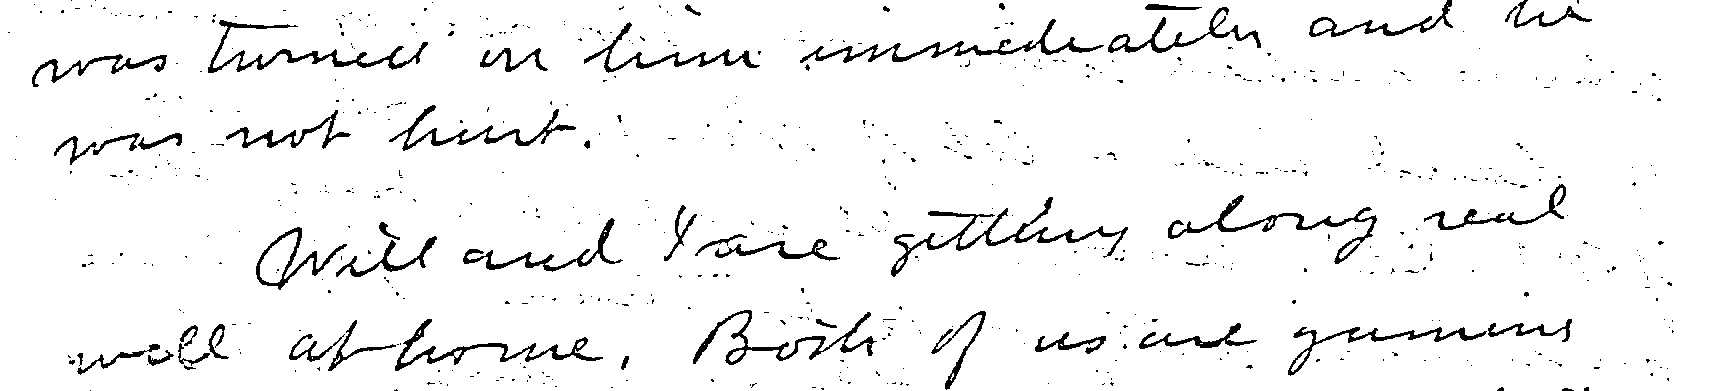 was turned on him immediately and he
was not hurt.
Will and I are getting along real
well at home. Both of us are gaining